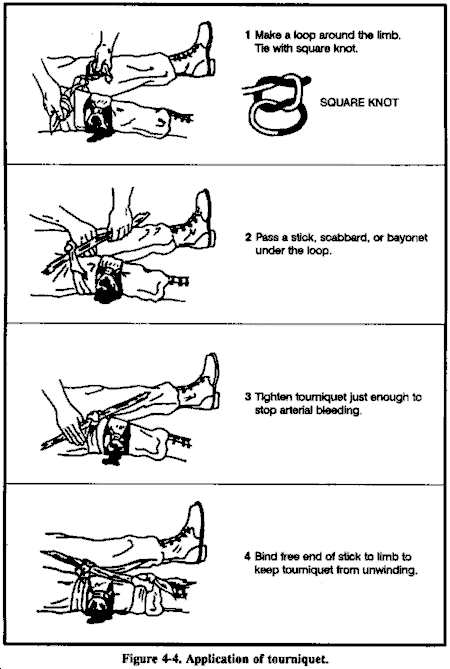 1 Make a loop around the limb.
Tie with square knot.
SQUARE KNOT
2 Pass a stick, scabbard, or bayonet
under the loop.
3 Tighten tourniquet just enough to
stop arterial bleeding.
4 Bind free end of stick to limb to
keep tourniquet from unwinding.
Figure 4-4. Application of tourniquet.